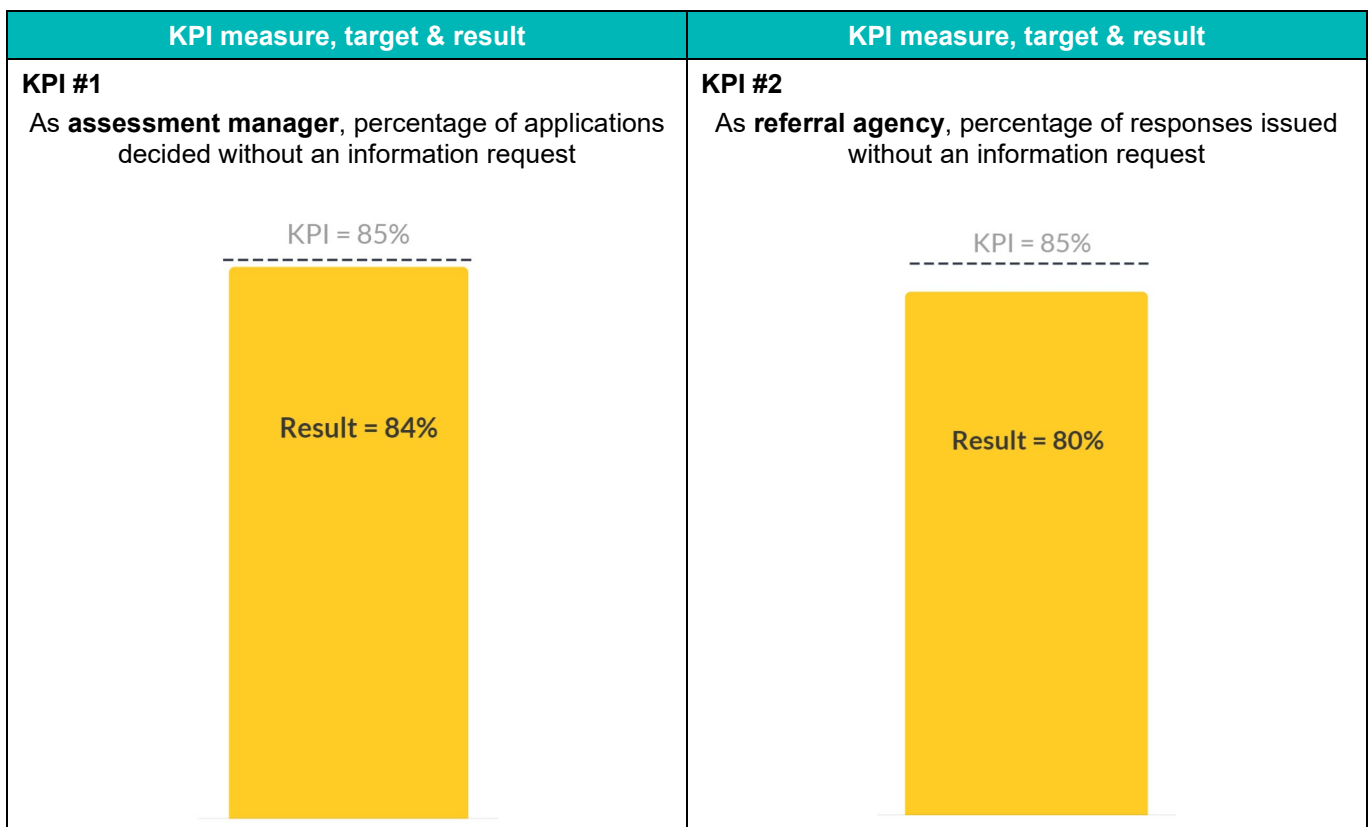 KPI measure, target & result
KPI measure, target & result
KPI #1
As assessment manager, percentage of applications
decided without an information request
KPI = 85%
Result = 84%
KPI #2
As referral agency, percentage of responses issued
without an information request
KPI = 85%
Result = 80%